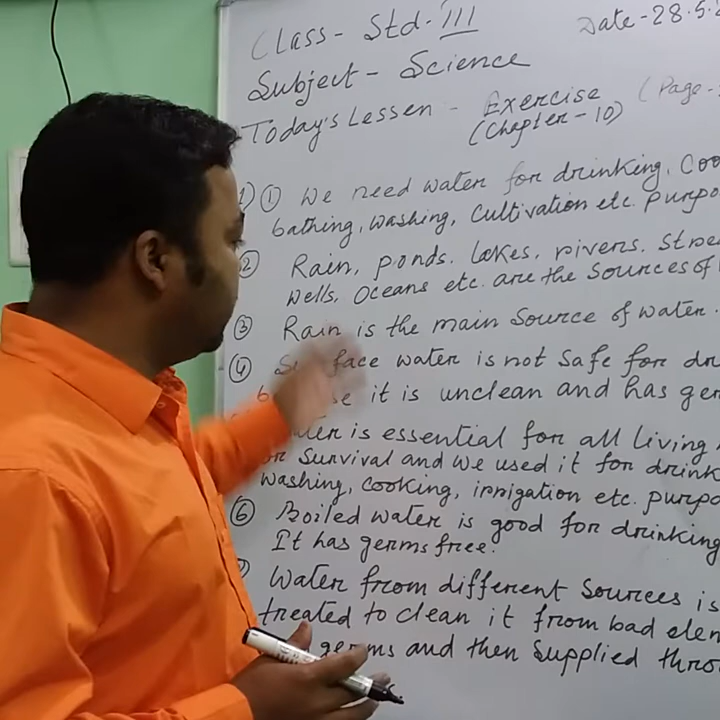 Class - Std - III
Date - 28.5.
Subject - Science
Today's Lessen - Exercise (Page-
(Chapter - 10)
1) ① We need water for drinking, Coo
bathing, washing, Cultivation etc. purpo
② Rain, ponds, lakes, rivers, Stre
Wells, Oceans etc. are the Sources of
③ Rain is the main Source of water.
④ face water is not Safe for dr
it is unclean and has ger
is essential for all living
Survival and we used it for drink
washing, cooking, irrigation etc. purpo
⑥ Boiled water is good for drinking
It has germs free.
Water from different Sources is
treated to clean it from bad elem
germs and then Supplied thro